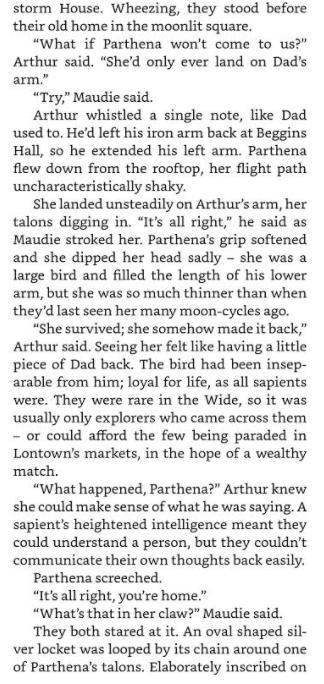 storm House. Wheezing, they stood before
their old home in the moonlit square.
“What if Parthena won’t come to us?”
Arthur said. “She’d only ever land on Dad’s
arm.”
“Try,” Maudie said.
Arthur whistled a single note, like Dad
used to. He’d left his iron arm back at Beggins
Hall, so he extended his left arm. Parthena
flew down from the rooftop, her flight path
uncharacteristically shaky.
She landed unsteadily on Arthur’s arm, her
talons digging in. “It’s all right,” he said as
Maudie stroked her. Parthena’s grip softened
and she dipped her head sadly – she was a
large bird and filled the length of his lower
arm, but she was so much thinner than when
they’d last seen her many moon-cycles ago.
“She survived; she somehow made it back,”
Arthur said. Seeing her felt like having a little
piece of Dad back. The bird had been insep-
arable from him; loyal for life, as all sapients
were. They were rare in the Wide, so it was
usually only explorers who came across them
– or could afford the few being paraded in
Lontown’s markets, in the hope of a wealthy
match.
“What happened, Parthena?” Arthur knew
she could make sense of what he was saying. A
sapient’s heightened intelligence meant they
could understand a person, but they couldn’t
communicate their own thoughts back easily.
Parthena screeched.
“It’s all right, you’re home.”
“What’s that in her claw?” Maudie said.
They both stared at it. An oval shaped sil-
ver locket was looped by its chain around one
of Parthena’s talons. Elaborately inscribed on